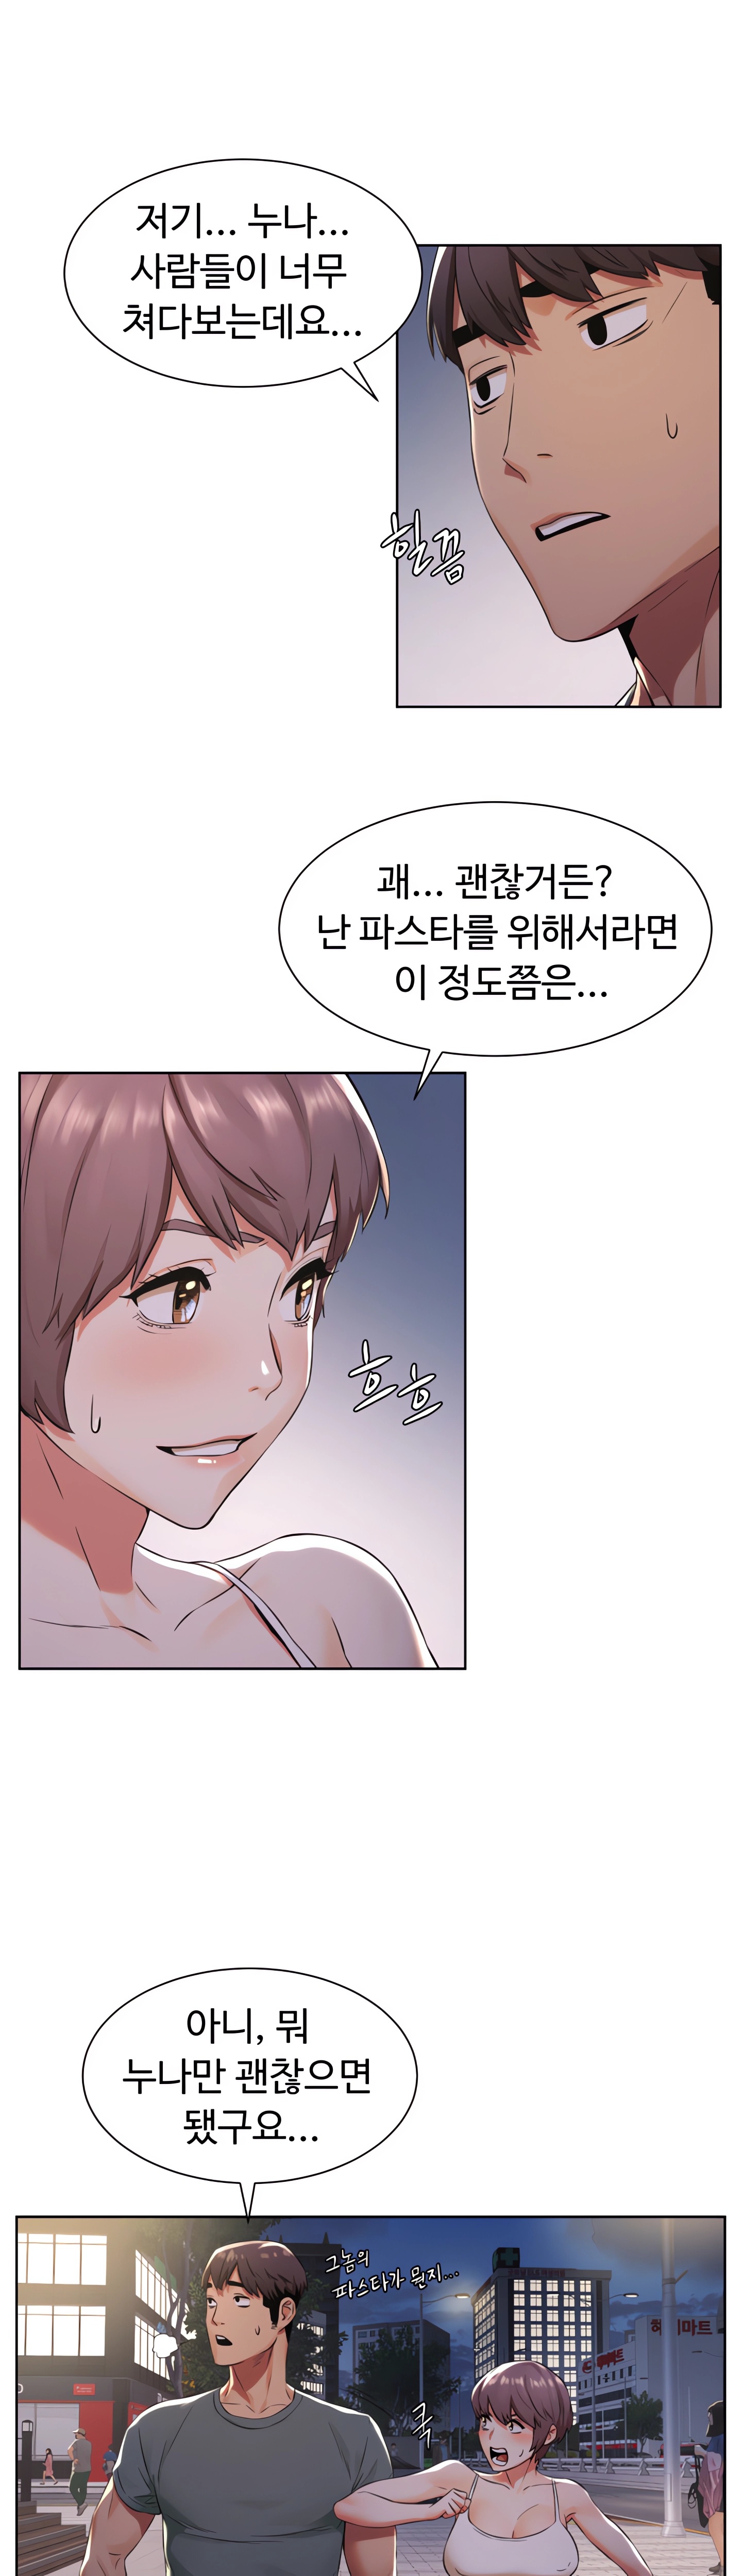 저기... 누나...
사람들이 너무
쳐다보는데요...
힐끔
괘... 괜찮거든?
난 파스타를 위해서라면
이 정도쯤은...
흐흐
아니, 뭐
누나만 괜찮으면
됐구요...
그놈의
파스타가 뭔지...
쿡